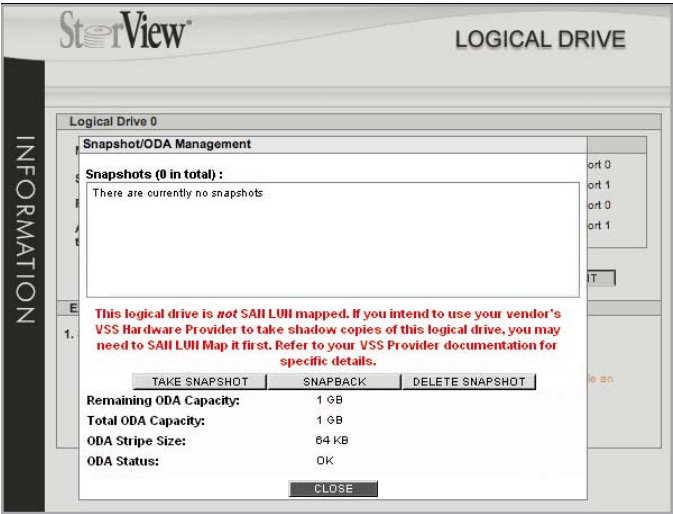 StorView
LOGICAL DRIVE
INFORMATION
Logical Drive 0
Snapshot/ODA Management
Snapshots (0 in total) :
There are currently no snapshots
ort 0
ort 1
ort 0
ort 1
This logical drive is not SAN LUN mapped. If you intend to use your vendor's
VSS Hardware Provider to take shadow copies of this logical drive, you may
need to SAN LUN Map it first. Refer to your VSS Provider documentation for
specific details.
1.
TAKE SNAPSHOT SNAPBACK DELETE SNAPSHOT
Remaining ODA Capacity: 1 GB
Total ODA Capacity: 1 GB
ODA Stripe Size: 64 KB
ODA Status: OK
CLOSE